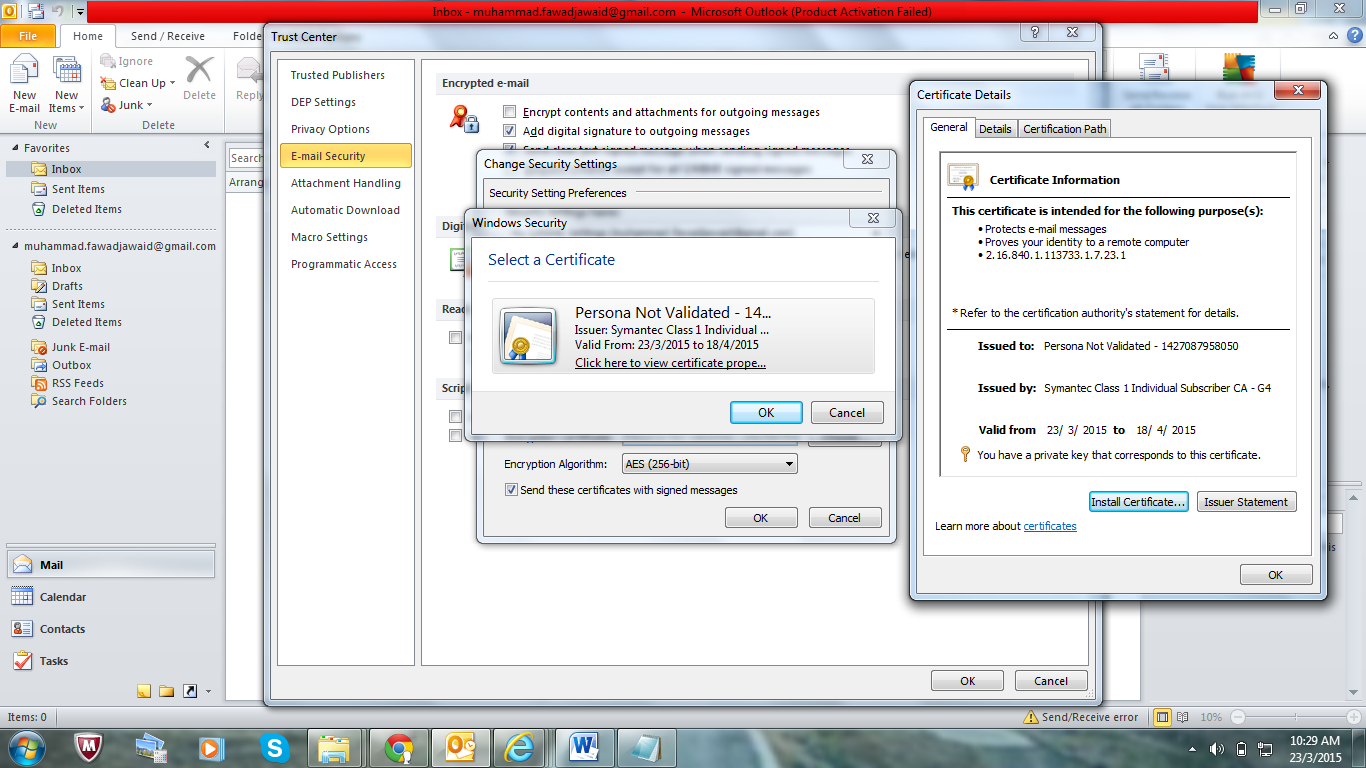 Inbox - muhammad.fawadjawaid@gmail.com - Microsoft Outlook (Product Activation Failed)
File
Home
Send / Receive
Folde
New E-mail
New Items
New
Ignore
Clean Up
Junk
Delete
Delete
Reply
Favorites
Inbox
Sent Items
Deleted Items
muhammad.fawadjawaid@gmail.com
Inbox
Drafts
Sent Items
Deleted Items
Junk E-mail
Outbox
RSS Feeds
Search Folders
Mail
Calendar
Contacts
Tasks
Search
Arrang
Trust Center
Trusted Publishers
DEP Settings
Privacy Options
E-mail Security
Attachment Handling
Automatic Download
Macro Settings
Programmatic Access
Encrypted e-mail
Encrypt contents and attachments for outgoing messages
Add digital signature to outgoing messages
Send clear text signed message when sending signed messages
Digi
Read
Scrip
Change Security Settings
Security Setting Preferences
Windows Security
Select a Certificate
Persona Not Validated - 14...
Issuer: Symantec Class 1 Individual ...
Valid From: 23/3/2015 to 18/4/2015
Click here to view certificate prope...
OK
Cancel
Encryption Algorithm:
AES (256-bit)
Send these certificates with signed messages
OK
Cancel
OK
Cancel
Certificate Details
General
Details
Certification Path
Certificate Information
This certificate is intended for the following purpose(s):
• Protects e-mail messages
• Proves your identity to a remote computer
• 2.16.840.1.113733.1.7.23.1
* Refer to the certification authority's statement for details.
Issued to: Persona Not Validated - 1427087958050
Issued by: Symantec Class 1 Individual Subscriber CA - G4
Valid from 23/ 3/ 2015 to 18/ 4/ 2015
You have a private key that corresponds to this certificate.
Install Certificate...
Issuer Statement
Learn more about certificates
OK
Items: 0
Send/Receive error
10%
10:29 AM
23/3/2015